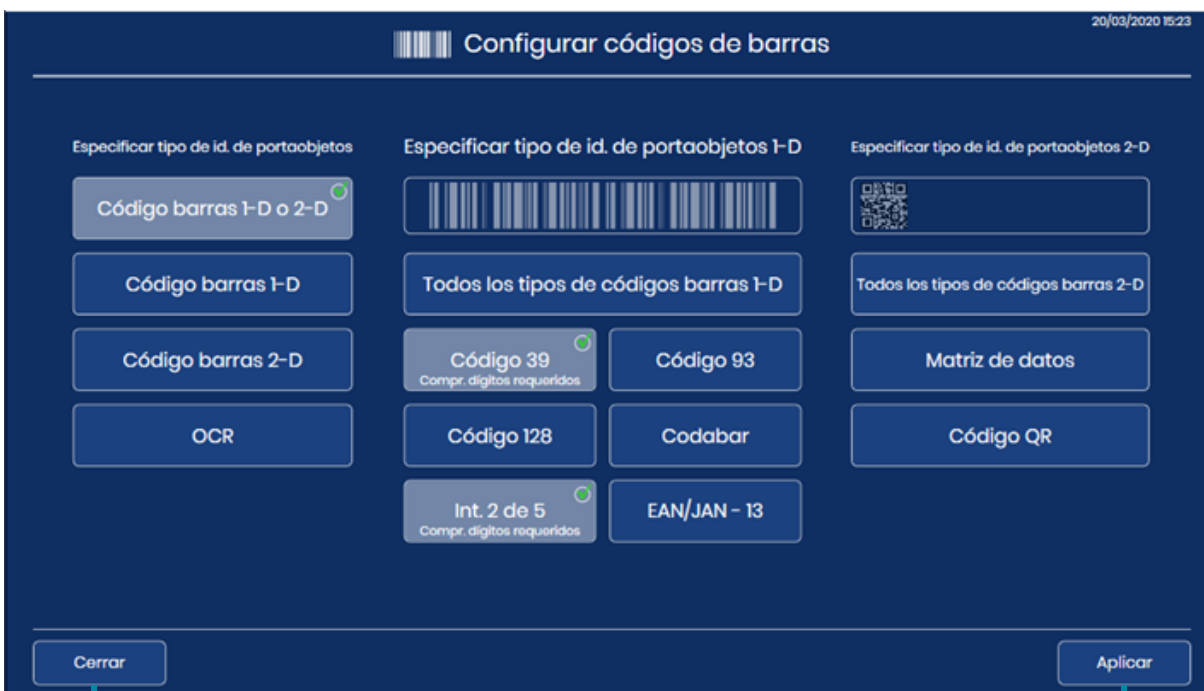 20/03/2020 15:23
Configurar códigos de barras
Especificar tipo de id. de portaobjetos
Código barras 1-D o 2-D
Código barras 1-D
Código barras 2-D
OCR
Especificar tipo de id. de portaobjetos 1-D
Todos los tipos de códigos barras 1-D
Código 39
Compr. dígitos requeridos
Código 93
Código 128
Codabar
Int. 2 de 5
Compr. dígitos requeridos
EAN/JAN - 13
Especificar tipo de id. de portaobjetos 2-D
Todos los tipos de códigos barras 2-D
Matriz de datos
Código QR
Cerrar
Aplicar